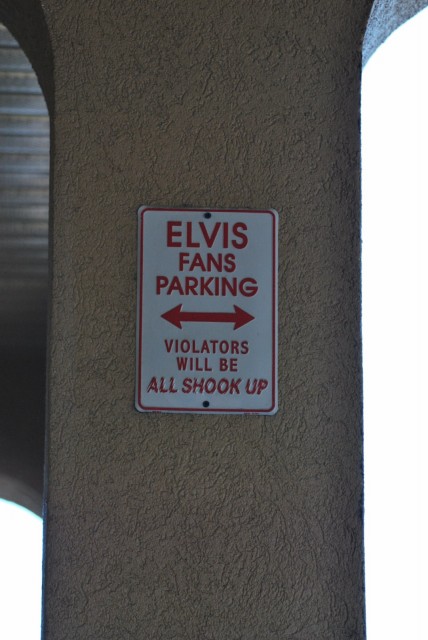 ELVIS
FANS
PARKING
VIOLATORS
WILL BE
ALL SHOOK UP